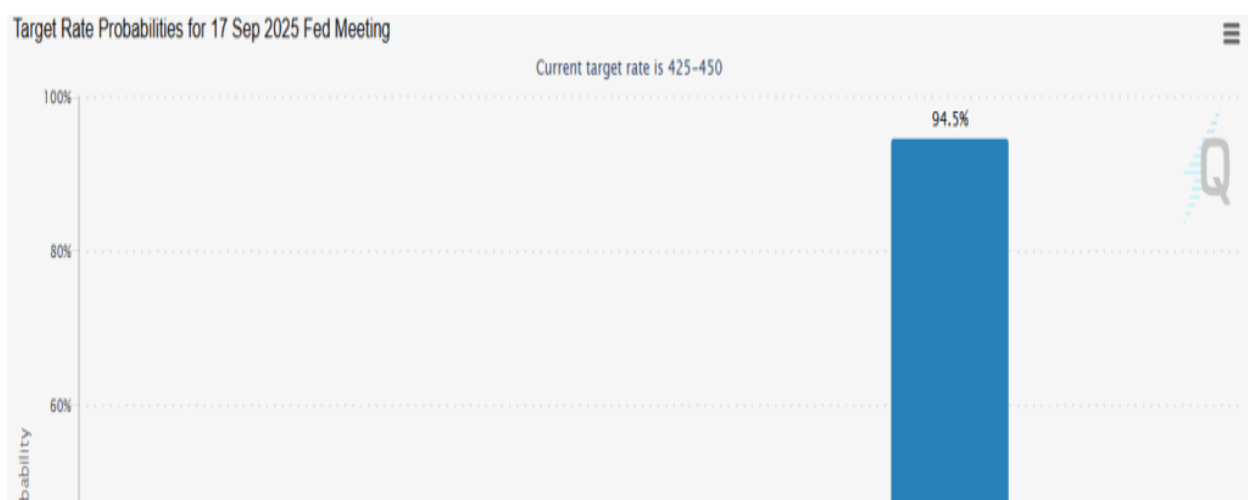 Target Rate Probabilities for 17 Sep 2025 Fed Meeting
Current target rate is 425–450
100%
94.5%
Q
80%
60%
bability